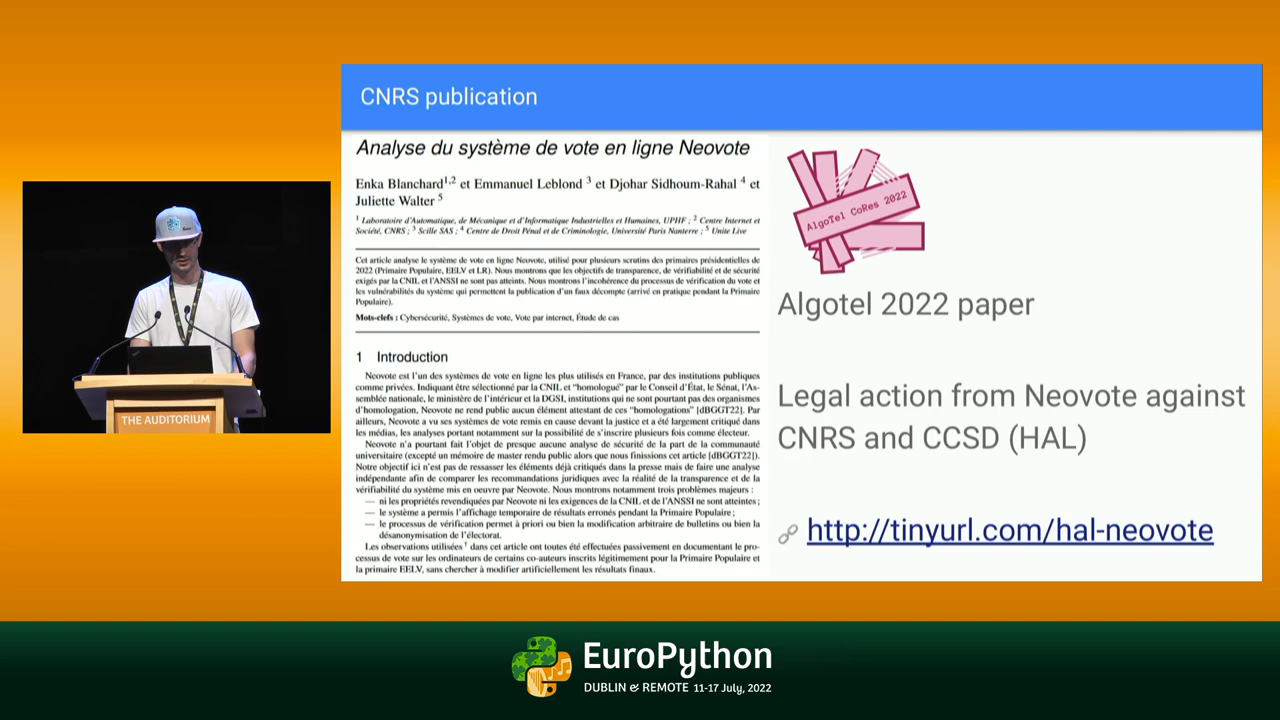 CNRS publication
Analyse du système de vote en ligne Neovote
Enka Blanchard1,2 et Emmanuel Leblond 3 et Djohar Sidhoum-Rahal 4 et
Juliette Walter 5
1 Laboratoire d'Automatique, de Mécanique et d'Informatique Industrielles et Humaines, UPHF ; 2 Centre Internet et
Société, CNRS ; 3 Scille SAS ; 4 Centre de Droit Pénal et de Criminologie, Université Paris Nanterre ; 5 Unite Live
Cet article analyse le système de vote en ligne Neovote, utilisé pour plusieurs scrutins des primaires présidentielles de
2022 (Primaire Populaire, EELV et LR). Nous montrons que les objectifs de transparence, de vérifiabilité et de sécurité
exigés par la CNIL et l'ANSSI ne sont pas atteints. Nous montrons l'incohérence du processus de vérification du vote et
les vulnérabilités du système qui permettent la publication d'un faux décompte (arrivé en pratique pendant la Primaire
Populaire).
Mots-clefs : Cybersécurité, Systèmes de vote, Vote par internet, Étude de cas
1 Introduction
Neovote est l'un des systèmes de vote en ligne les plus utilisés en France, par des institutions publiques
comme privées. Indiquant être sélectionné par la CNIL et "homologué" par le Conseil d'État, le Sénat, l'As-
semblée nationale, le ministère de l'intérieur et la DGSI, institutions qui ne sont pourtant pas des organismes
d'homologation, Neovote ne rend public aucun élément attestant de ces "homologations" [dBGGT22]. Par
ailleurs, Neovote a vu ses systèmes de vote remis en cause devant la justice et a été largement critiqué dans
les médias, les analyses portant notamment sur la possibilité de s'inscrire plusieurs fois comme électeur.
Neovote n'a pourtant fait l'objet de presque aucune analyse de sécurité de la part de la communauté
universitaire (excepté un mémoire de master rendu public alors que nous finissions cet article [dBGGT22]).
Notre objectif ici n'est pas de ressasser les éléments déjà critiqués dans la presse mais de faire une analyse
indépendante afin de comparer les recommandations juridiques avec la réalité de la transparence et de la
vérifiabilité du système mis en oeuvre par Neovote. Nous montrons notamment trois problèmes majeurs :
— ni les propriétés revendiquées par Neovote ni les exigences de la CNIL et de l'ANSSI ne sont atteintes ;
— le système a permis l'affichage temporaire de résultats erronés pendant la Primaire Populaire ;
— le processus de vérification permet à priori ou bien la modification arbitraire de bulletins ou bien la
désanonymisation de l'électorat.
Les observations utilisées † dans cet article ont toutes été effectuées passivement en documentant le pro-
cessus de vote sur les ordinateurs de certains co-auteurs inscrits légitimement pour la Primaire Populaire et
la primaire EELV, sans chercher à modifier artificiellement les résultats finaux.
AlgoTel CoRes 2022
Algotel 2022 paper
Legal action from Neovote against
CNRS and CCSD (HAL)
http://tinyurl.com/hal-neovote
THE AUDITORIUM
EuroPython
DUBLIN & REMOTE 11-17 July, 2022